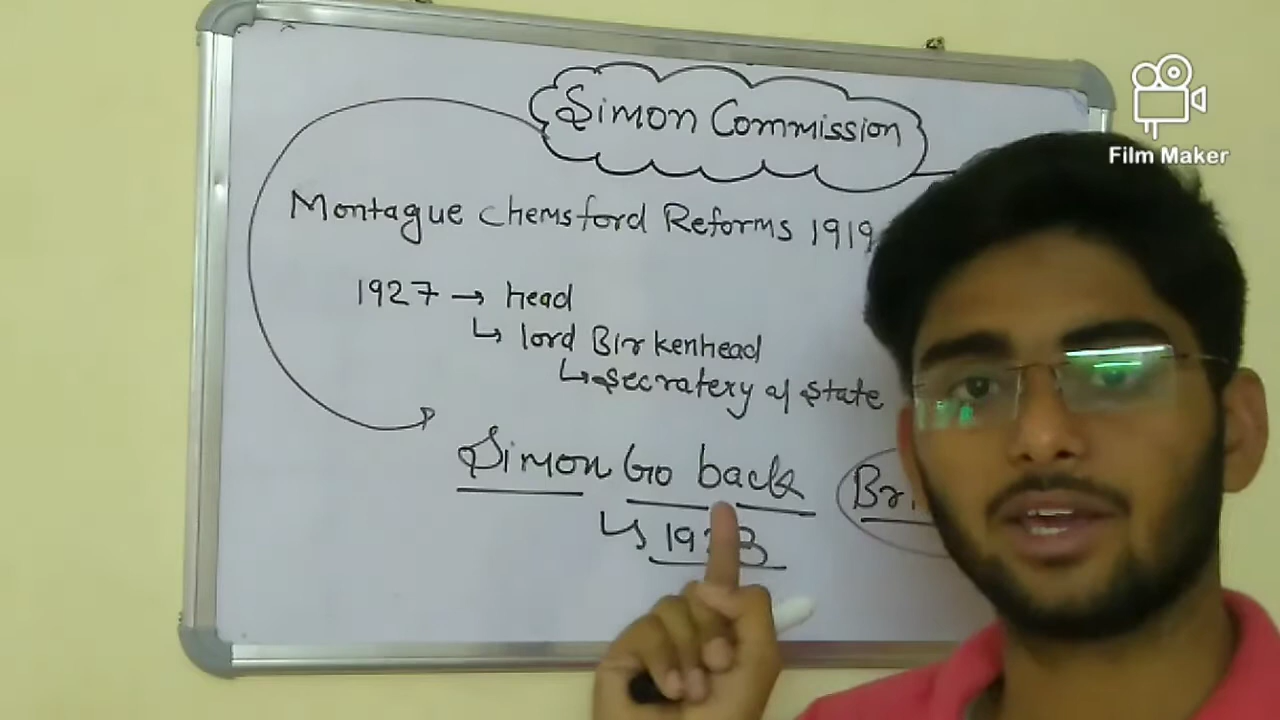 Simon Commission
Film Maker
Montague Chemsford Reforms 1919
1927 → head
↳ lord Birkenhead
↳ secratery of state
Simon Go back
↳